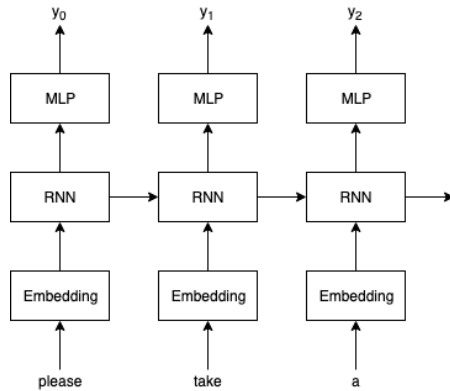 y₀ y₁ y₂
MLP MLP MLP
RNN RNN RNN
Embedding Embedding Embedding
please take a